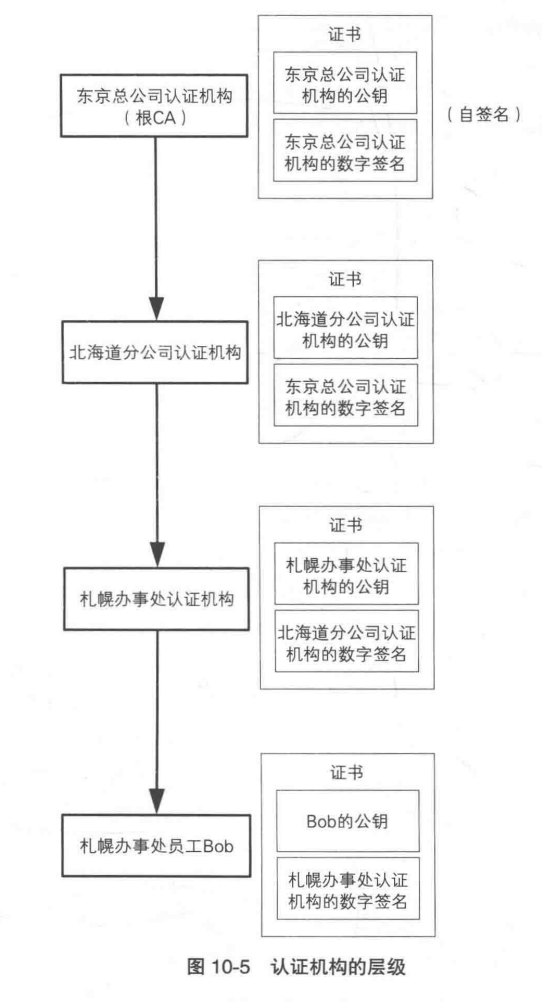 东京总公司认证机构
（根CA）
证书
东京总公司认证
机构的公钥
东京总公司认证
机构的数字签名
（自签名）
北海道分公司认证机构
证书
北海道分公司认证
机构的公钥
东京总公司认证
机构的数字签名
札幌办事处认证机构
证书
札幌办事处认证
机构的公钥
北海道分公司认证
机构的数字签名
札幌办事处员工Bob
证书
Bob的公钥
札幌办事处认证
机构的数字签名
图 10-5 认证机构的层级